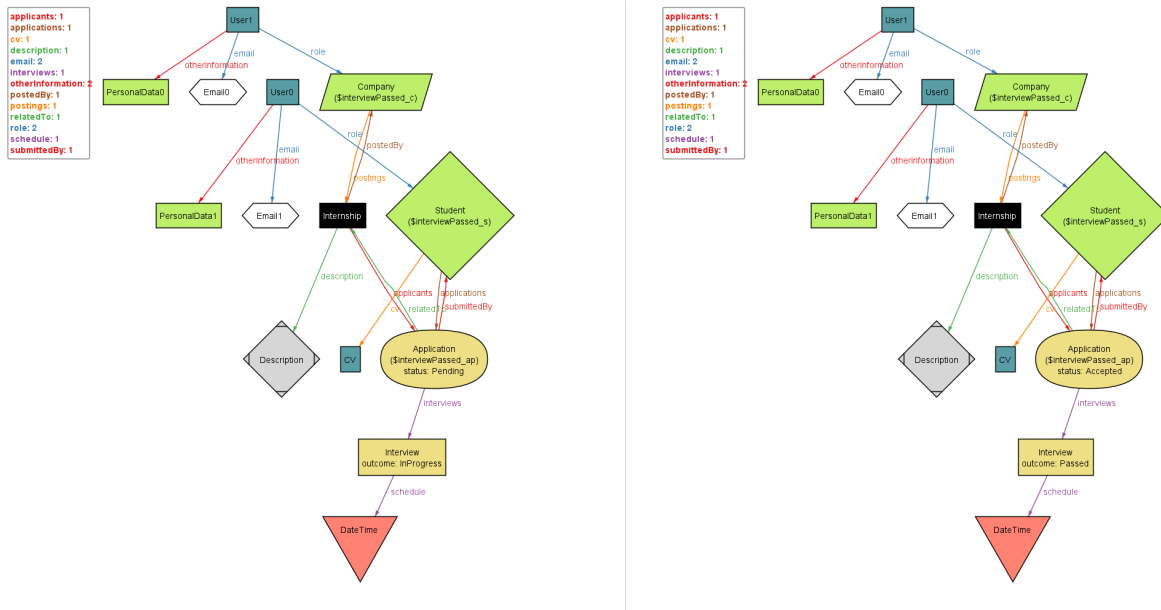 applicants: 1
applications: 1
cv: 1
description: 1
email: 2
interviews: 1
otherInformation: 2
postedBy: 1
postings: 1
relatedTo: 1
role: 2
schedule: 1
submittedBy: 1
User1
email
role
otherInformation
PersonalData0
Email0
User0
Company
($interviewPassed_c)
role
postedBy
email
otherInformation
postings
PersonalData1
Email1
Internship
Student
($interviewPassed_s)
description
applicants
applications
cv
relatedTo
submittedBy
Description
CV
Application
($interviewPassed_ap)
status: Pending
interviews
Interview
outcome: InProgress
schedule
DateTime
applicants: 1
applications: 1
cv: 1
description: 1
email: 2
interviews: 1
otherInformation: 2
postedBy: 1
postings: 1
relatedTo: 1
role: 2
schedule: 1
submittedBy: 1
User1
email
role
otherInformation
PersonalData0
Email0
User0
Company
($interviewPassed_c)
role
postedBy
email
otherInformation
postings
PersonalData1
Email1
Internship
Student
($interviewPassed_s)
description
applicants
applications
cv
relatedTo
submittedBy
Description
CV
Application
($interviewPassed_ap)
status: Accepted
interviews
Interview
outcome: Passed
schedule
DateTime